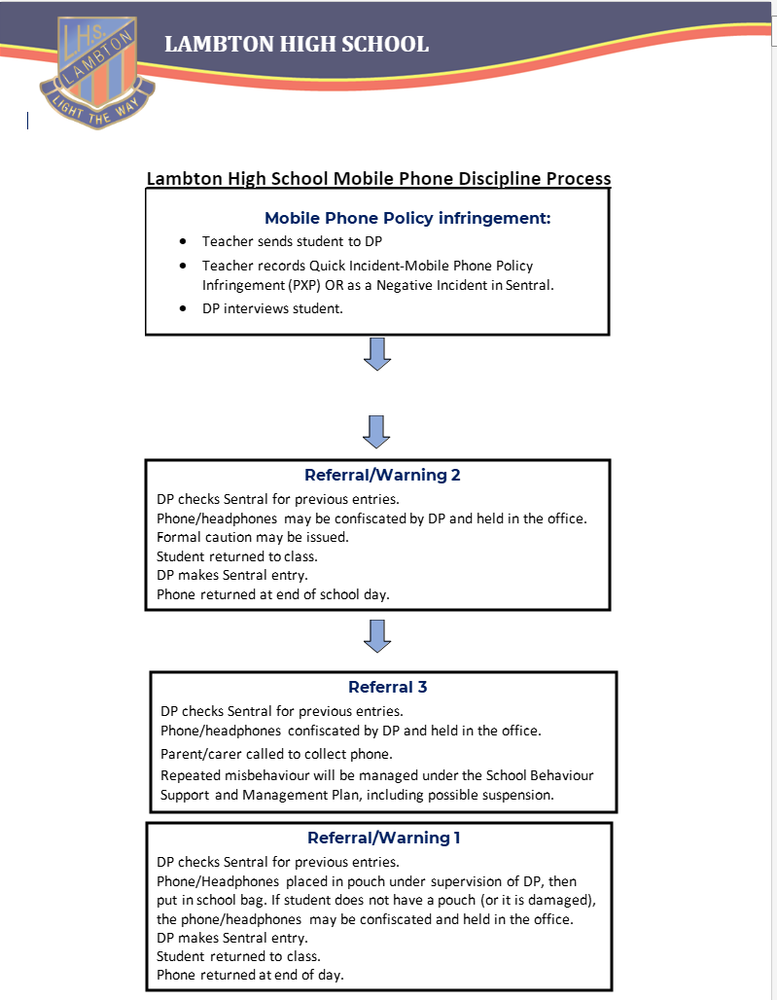 L.H.S.
LAMBTON
LIGHT THE WAY
LAMBTON HIGH SCHOOL
Lambton High School Mobile Phone Discipline Process
Mobile Phone Policy infringement:
• Teacher sends student to DP
• Teacher records Quick Incident-Mobile Phone Policy
Infringement (PXP) OR as a Negative Incident in Sentral.
• DP interviews student.
Referral/Warning 2
DP checks Sentral for previous entries.
Phone/headphones may be confiscated by DP and held in the office.
Formal caution may be issued.
Student returned to class.
DP makes Sentral entry.
Phone returned at end of school day.
Referral 3
DP checks Sentral for previous entries.
Phone/headphones confiscated by DP and held in the office.
Parent/carer called to collect phone.
Repeated misbehaviour will be managed under the School Behaviour
Support and Management Plan, including possible suspension.
Referral/Warning 1
DP checks Sentral for previous entries.
Phone/Headphones placed in pouch under supervision of DP, then
put in school bag. If student does not have a pouch (or it is damaged),
the phone/headphones may be confiscated and held in the office.
DP makes Sentral entry.
Student returned to class.
Phone returned at end of day.